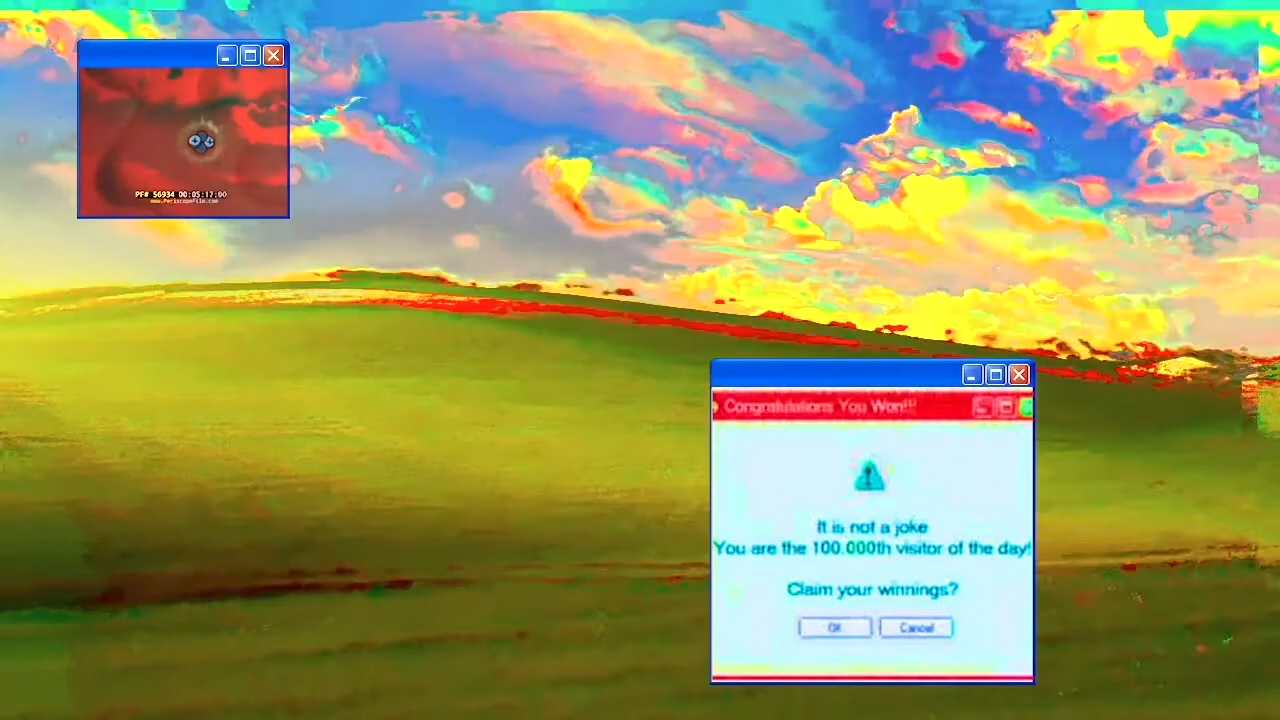 PF# 56934 00:05:17:00
www.PeriscopeFilm.com
Congratulations You Won!!!
It is not a joke
You are the 100.000th visitor of the day!
Claim your winnings?
OK Cancel